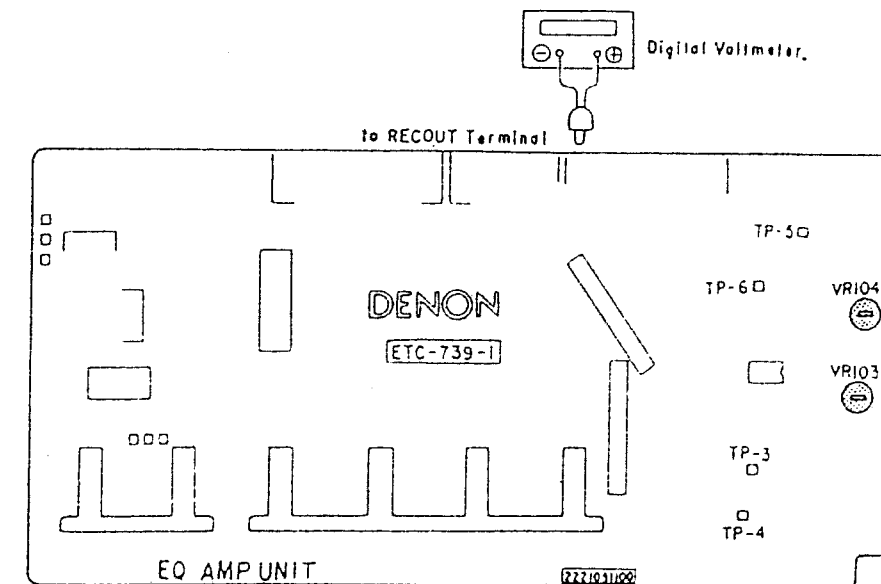 Digital Voltmeter.
to RECOUT Terminal
TP-5
TP-6
VR104
DENON
ETC-739-1
VR103
TP-3
TP-4
EQ AMP UNIT
2221031100